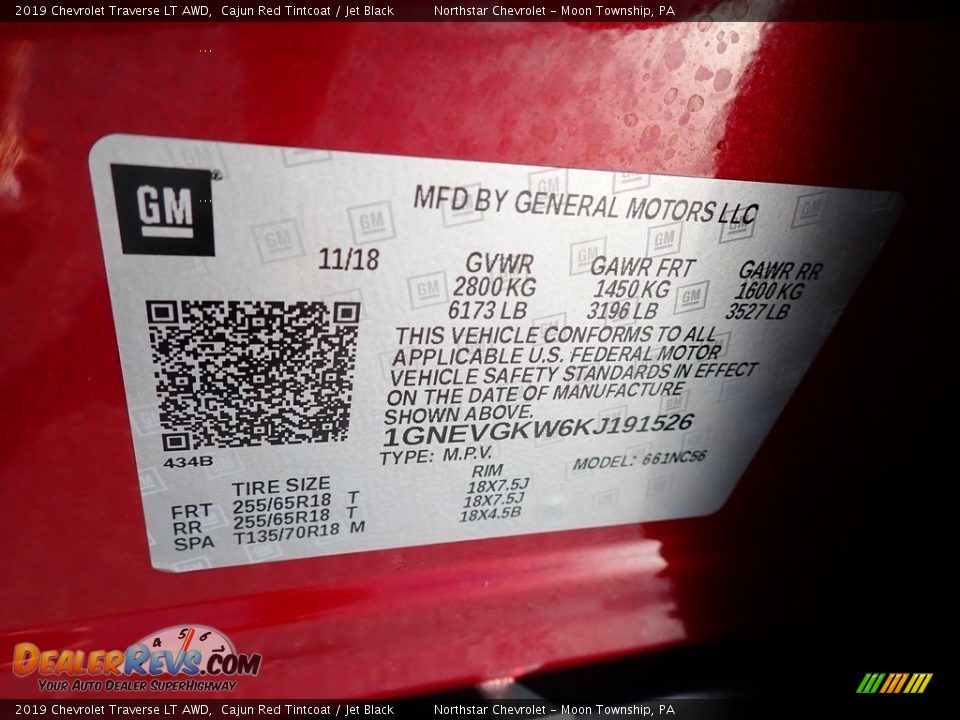 2019 Chevrolet Traverse LT AWD, Cajun Red Tintcoat / Jet Black Northstar Chevrolet - Moon Township, PA
GM®
MFD BY GENERAL MOTORS LLC
11/18 GVWR GAWR FRT GAWR RR
2800 KG 1450 KG 1600 KG
6173 LB 3196 LB 3527 LB
THIS VEHICLE CONFORMS TO ALL
APPLICABLE U.S. FEDERAL MOTOR
VEHICLE SAFETY STANDARDS IN EFFECT
ON THE DATE OF MANUFACTURE
SHOWN ABOVE.
1GNEVGKW6KJ191526
434B
TYPE: M.P.V. MODEL: 661NC56
TIRE SIZE RIM
FRT 255/65R18 T 18X7.5J
RR 255/65R18 T 18X7.5J
SPA T135/70R18 M 18X4.5B
4 5 6
DEALERREVS.COM
YOUR AUTO DEALER SUPERHIGHWAY
2019 Chevrolet Traverse LT AWD, Cajun Red Tintcoat / Jet Black Northstar Chevrolet - Moon Township, PA